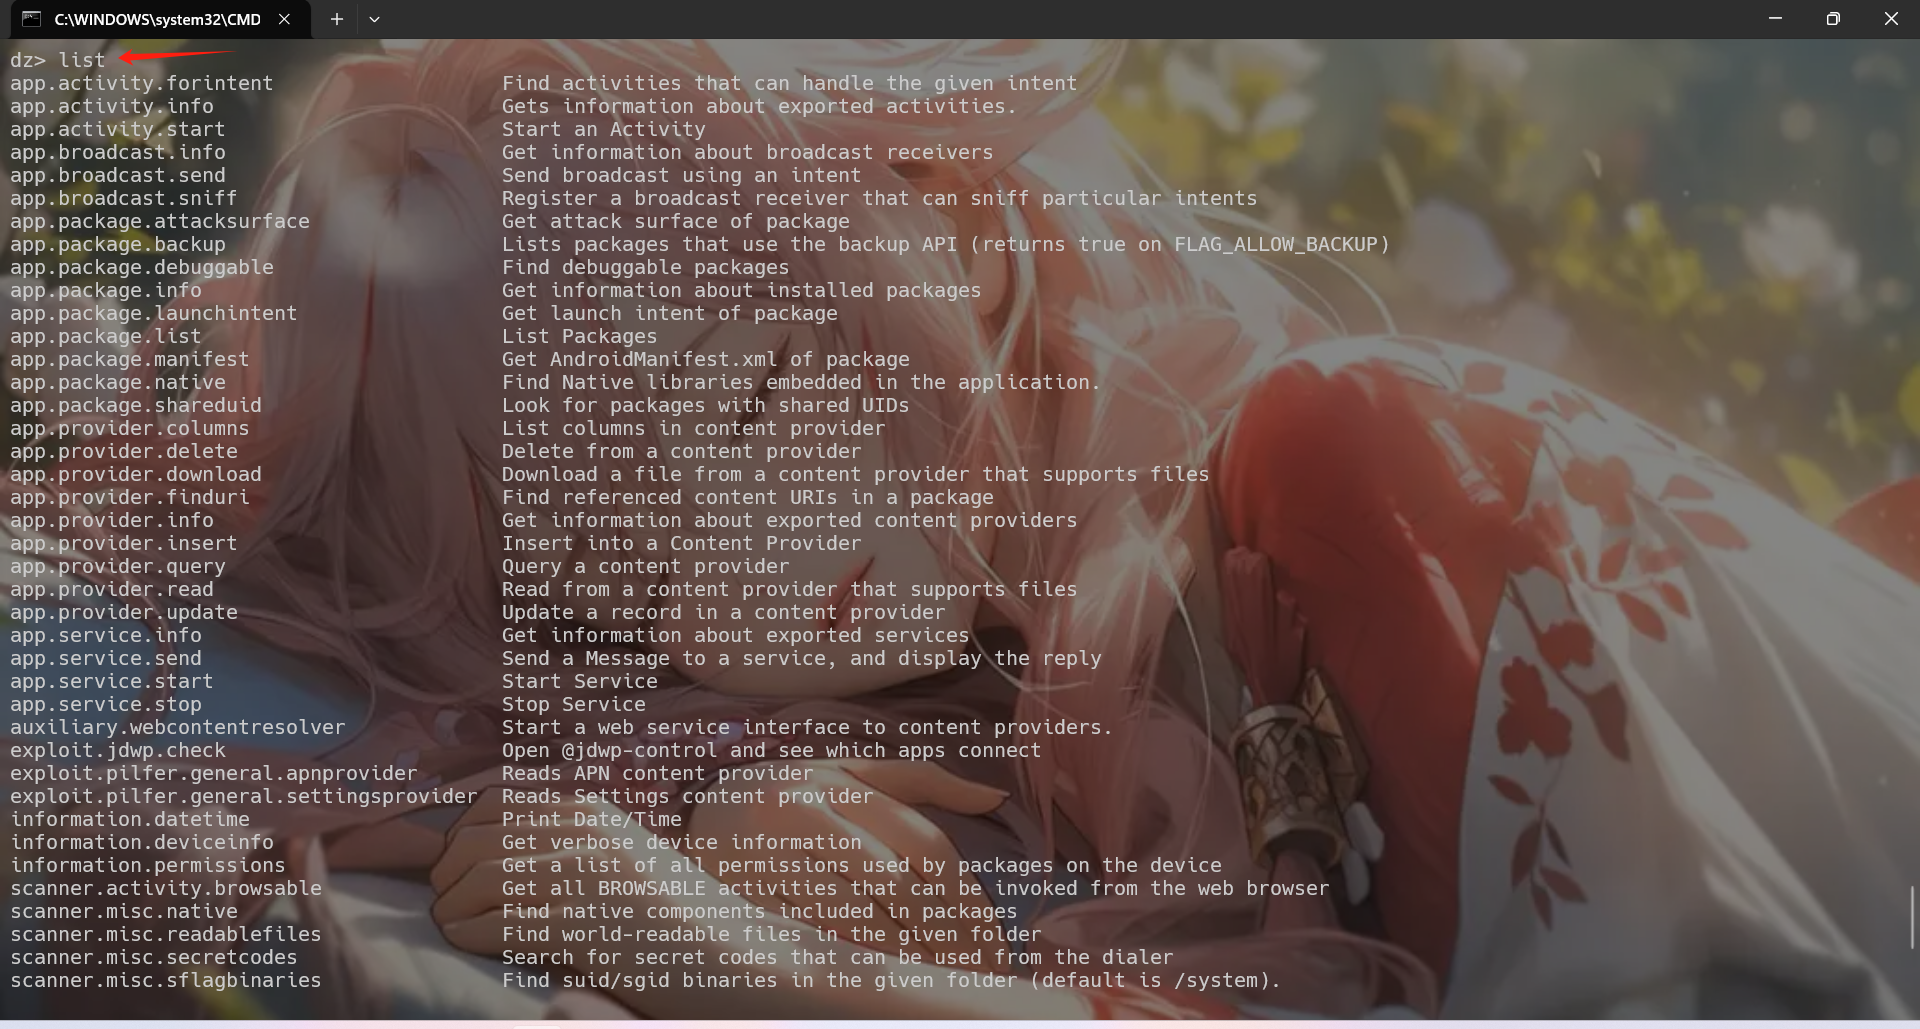 C:\WINDOWS\system32\CMD
dz> list
app.activity.forintent Find activities that can handle the given intent
app.activity.info Gets information about exported activities.
app.activity.start Start an Activity
app.broadcast.info Get information about broadcast receivers
app.broadcast.send Send broadcast using an intent
app.broadcast.sniff Register a broadcast receiver that can sniff particular intents
app.package.attacksurface Get attack surface of package
app.package.backup Lists packages that use the backup API (returns true on FLAG_ALLOW_BACKUP)
app.package.debuggable Find debuggable packages
app.package.info Get information about installed packages
app.package.launchintent Get launch intent of package
app.package.list List Packages
app.package.manifest Get AndroidManifest.xml of package
app.package.native Find Native libraries embedded in the application.
app.package.shareduid Look for packages with shared UIDs
app.provider.columns List columns in content provider
app.provider.delete Delete from a content provider
app.provider.download Download a file from a content provider that supports files
app.provider.finduri Find referenced content URIs in a package
app.provider.info Get information about exported content providers
app.provider.insert Insert into a Content Provider
app.provider.query Query a content provider
app.provider.read Read from a content provider that supports files
app.provider.update Update a record in a content provider
app.service.info Get information about exported services
app.service.send Send a Message to a service, and display the reply
app.service.start Start Service
app.service.stop Stop Service
auxiliary.webcontentresolver Start a web service interface to content providers.
exploit.jdwp.check Open @jdwp-control and see which apps connect
exploit.pilfer.general.apnprovider Reads APN content provider
exploit.pilfer.general.settingsprovider Reads Settings content provider
information.datetime Print Date/Time
information.deviceinfo Get verbose device information
information.permissions Get a list of all permissions used by packages on the device
scanner.activity.browsable Get all BROWSABLE activities that can be invoked from the web browser
scanner.misc.native Find native components included in packages
scanner.misc.readablefiles Find world-readable files in the given folder
scanner.misc.secretcodes Search for secret codes that can be used from the dialer
scanner.misc.sflagbinaries Find suid/sgid binaries in the given folder (default is /system).